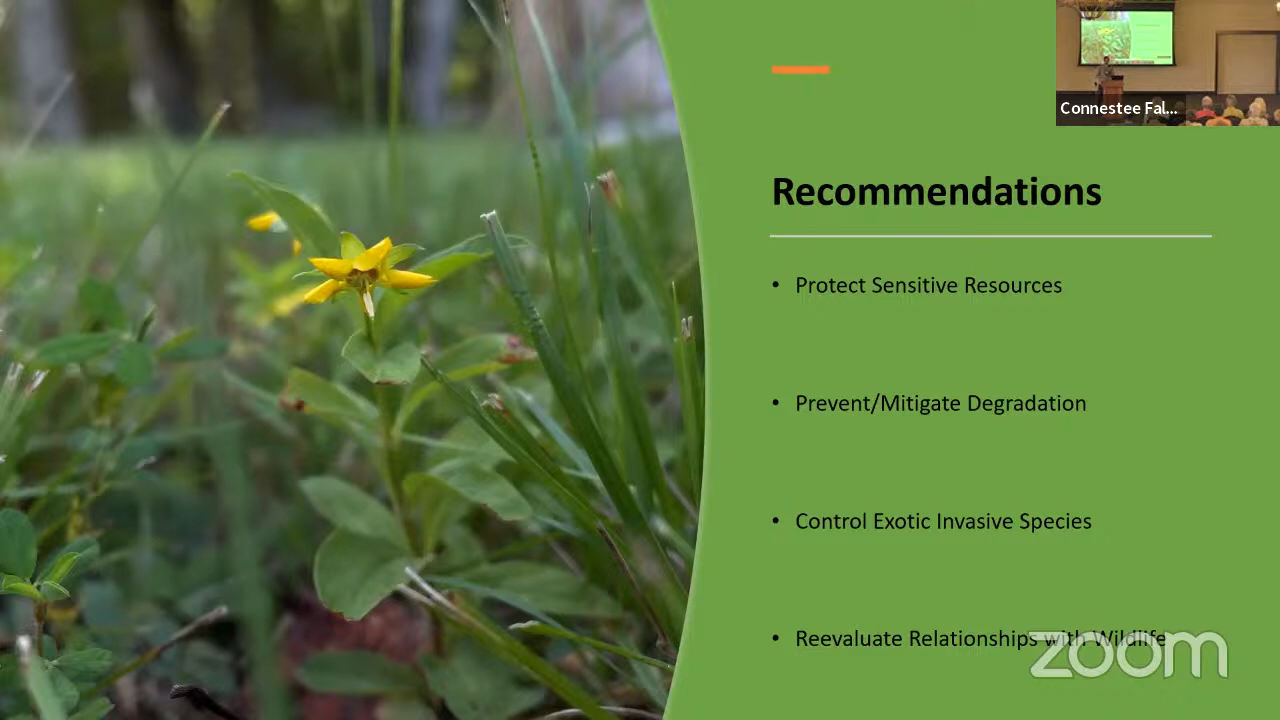 Connestee Fal...
Recommendations
• Protect Sensitive Resources
• Prevent/Mitigate Degradation
• Control Exotic Invasive Species
• Reevaluate Relationships with Wildlife
zoom